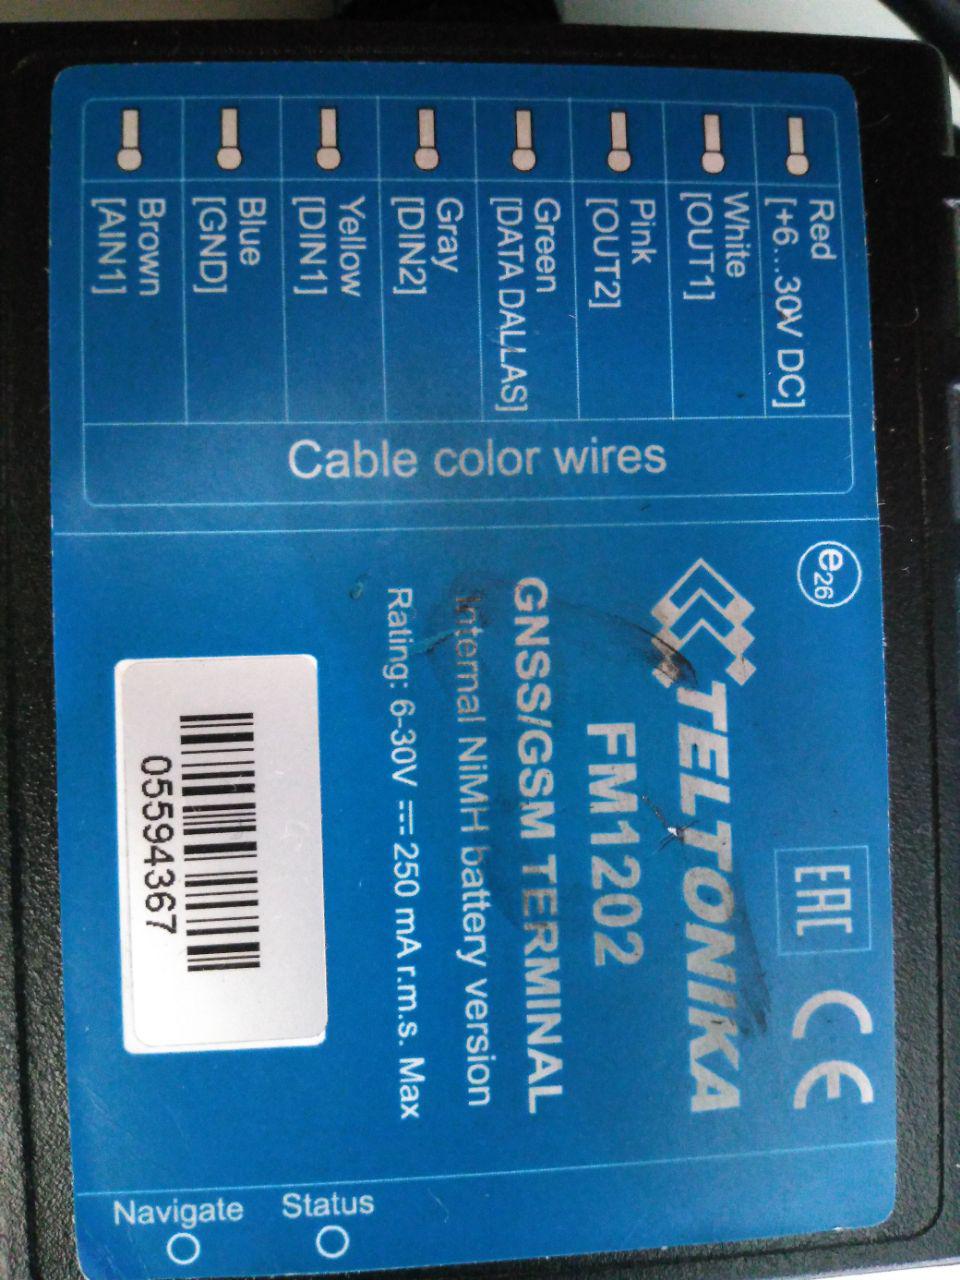 Red
[+6...30V DC]
White
[OUT1]
Pink
[OUT2]
Green
[DATA DALLAS]
Gray
[DIN2]
Yellow
[DIN1]
Blue
[GND]
Brown
[AIN1]
Cable color wires
e26
TELTONIKA
EAC
CE
FM1202
GNSS/GSM TERMINAL
Internal NiMH battery version
Rating: 6-30V ⎓ 250 mA r.m.s. Max
05594367
Status
Navigate